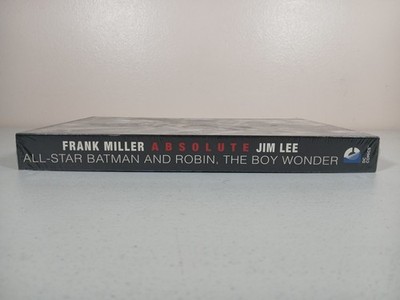 FRANK MILLER ABSOLUTE JIM LEE
ALL-STAR BATMAN AND ROBIN, THE BOY WONDER